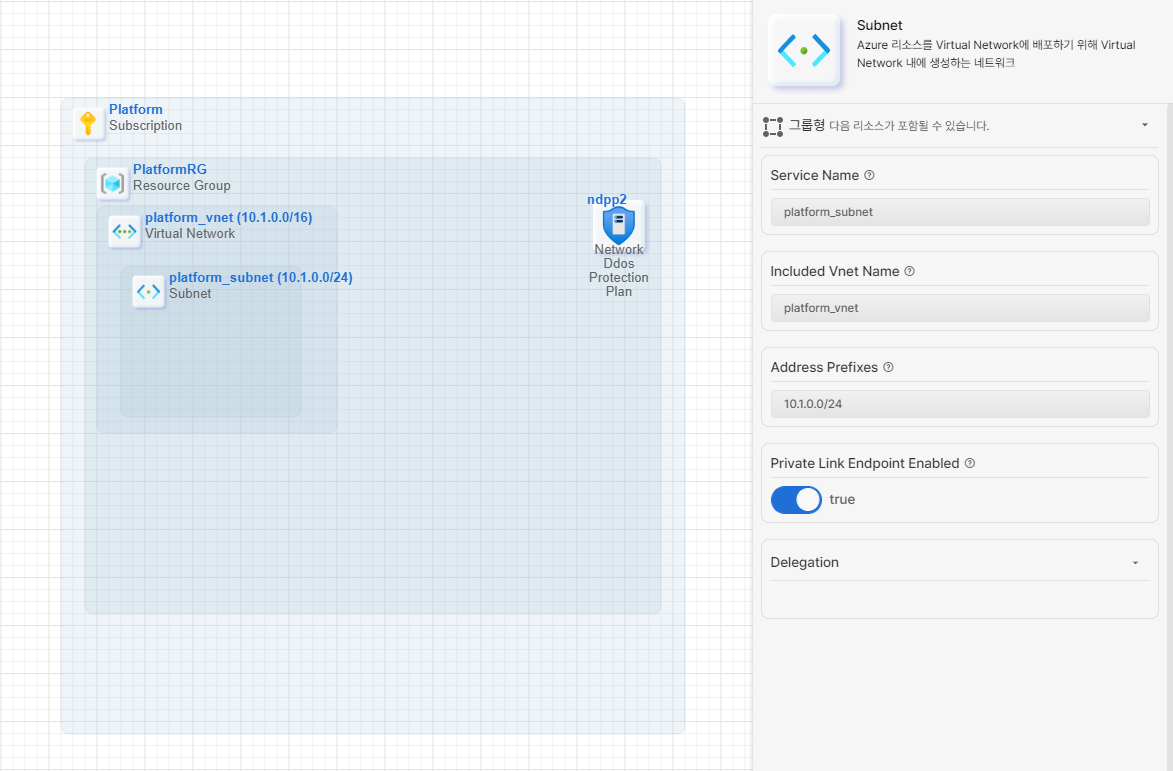 Platform
Subscription
PlatformRG
Resource Group
platform_vnet (10.1.0.0/16)
Virtual Network
platform_subnet (10.1.0.0/24)
Subnet
ndpp2
Network
Ddos
Protection
Plan
Subnet
Azure 리소스를 Virtual Network에 배포하기 위해 Virtual
Network 내에 생성하는 네트워크
그룹형 다음 리소스가 포함될 수 있습니다.
Service Name
platform_subnet
Included Vnet Name
platform_vnet
Address Prefixes
10.1.0.0/24
Private Link Endpoint Enabled
true
Delegation